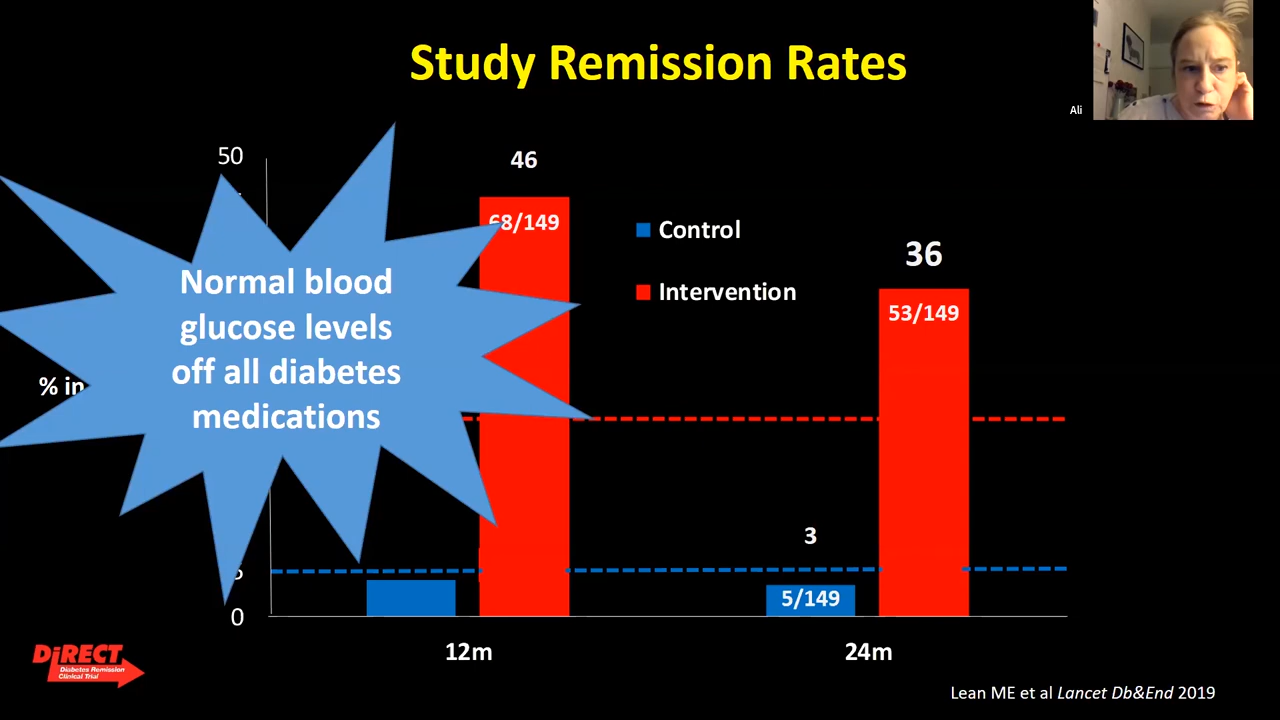 Study Remission Rates
Ali
50
46
68/149
Control
Intervention
36
53/149
Normal blood
glucose levels
off all diabetes
medications
% in
3
5/149
0
12m
24m
DiRECT
Diabetes Remission
Clinical Trial
Lean ME et al Lancet Db&End 2019